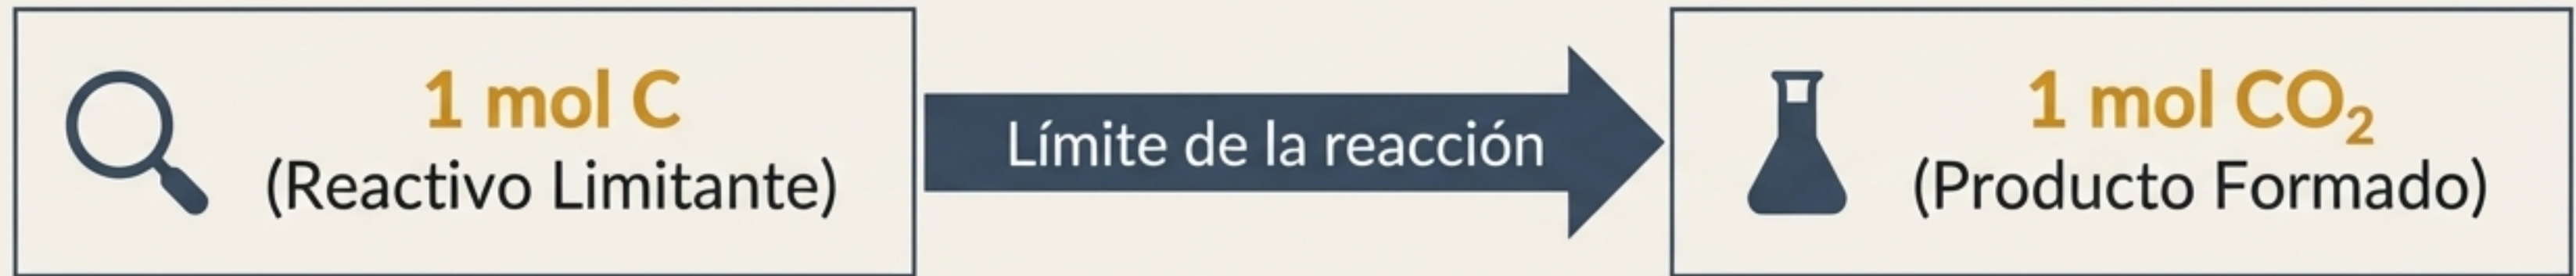 1 mol C
(Reactivo Limitante)
Límite de la reacción
1 mol CO₂
(Producto Formado)